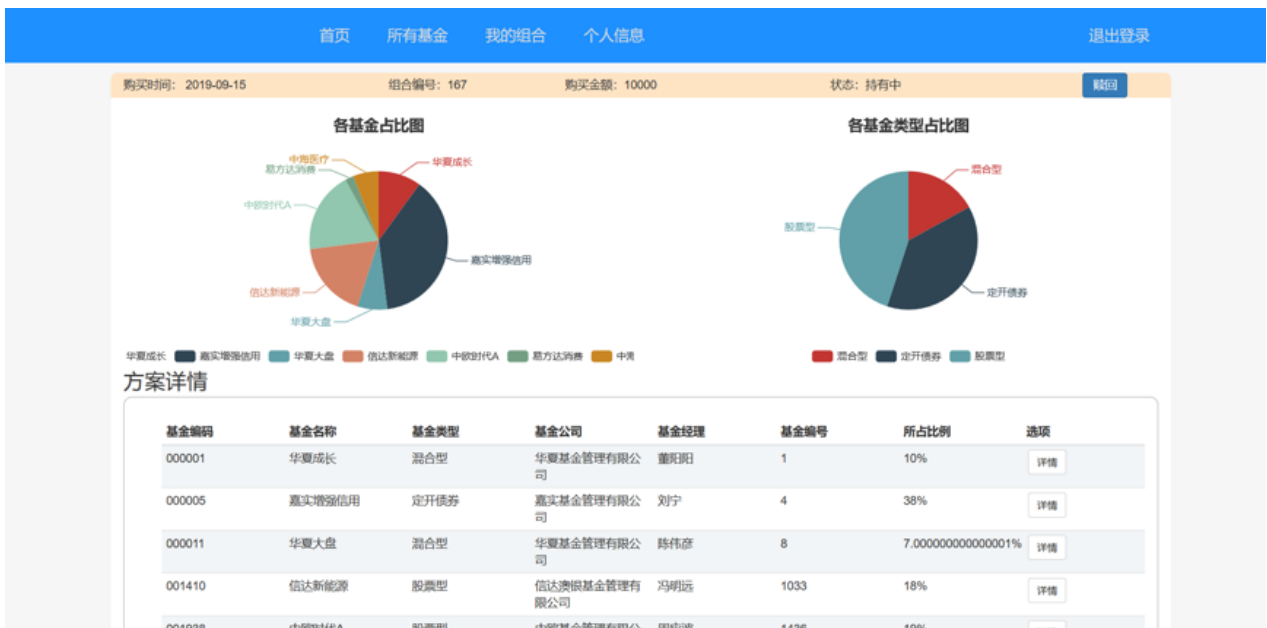 首页 所有基金 我的组合 个人信息 退出登录
购买时间： 2019-09-15 组合编号：167 购买金额：10000 状态：持有中 赎回
各基金占比图 各基金类型占比图
中海医疗 华夏成长 混合型
易方达消费
中欧时代A
股票型
嘉实增强信用
信达新能源 定开债券
华夏大盘
华夏成长 嘉实增强信用 华夏大盘 信达新能源 中欧时代A 易方达消费 中海 混合型 定开债券 股票型
方案详情
基金编码 基金名称 基金类型 基金公司 基金经理 基金编号 所占比例 选项
000001 华夏成长 混合型 华夏基金管理有限公 董阳阳 1 10% 详情
司
000005 嘉实增强信用 定开债券 嘉实基金管理有限公 刘宁 4 38% 详情
司
000011 华夏大盘 混合型 华夏基金管理有限公 陈伟彦 8 7.000000000000001% 详情
司
001410 信达新能源 股票型 信达澳银基金管理有 冯明远 1033 18% 详情
限公司